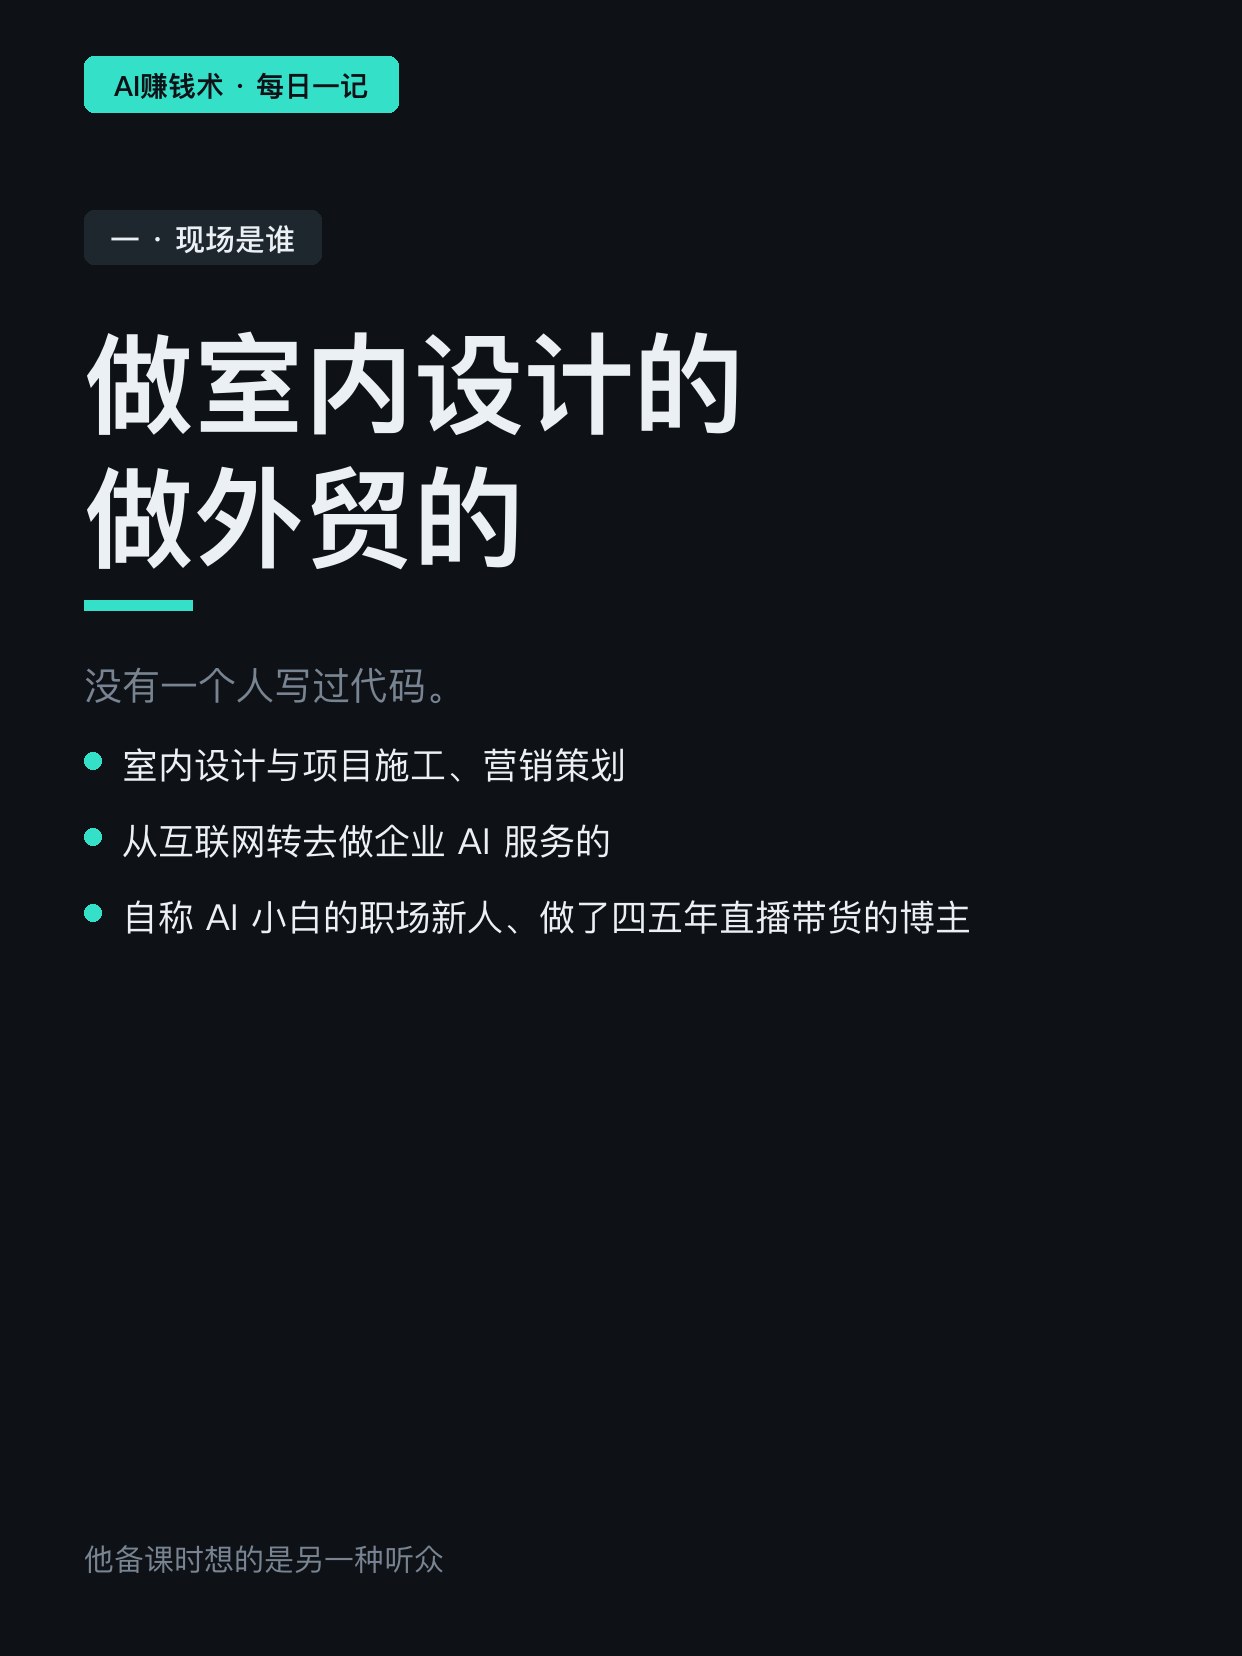 AI赚钱术 · 每日一记
一 · 现场是谁
做室内设计的
做外贸的
没有一个人写过代码。
室内设计与项目施工、营销策划
从互联网转去做企业 AI 服务的
自称 AI 小白的职场新人、做了四五年直播带货的博主
他备课时想的是另一种听众